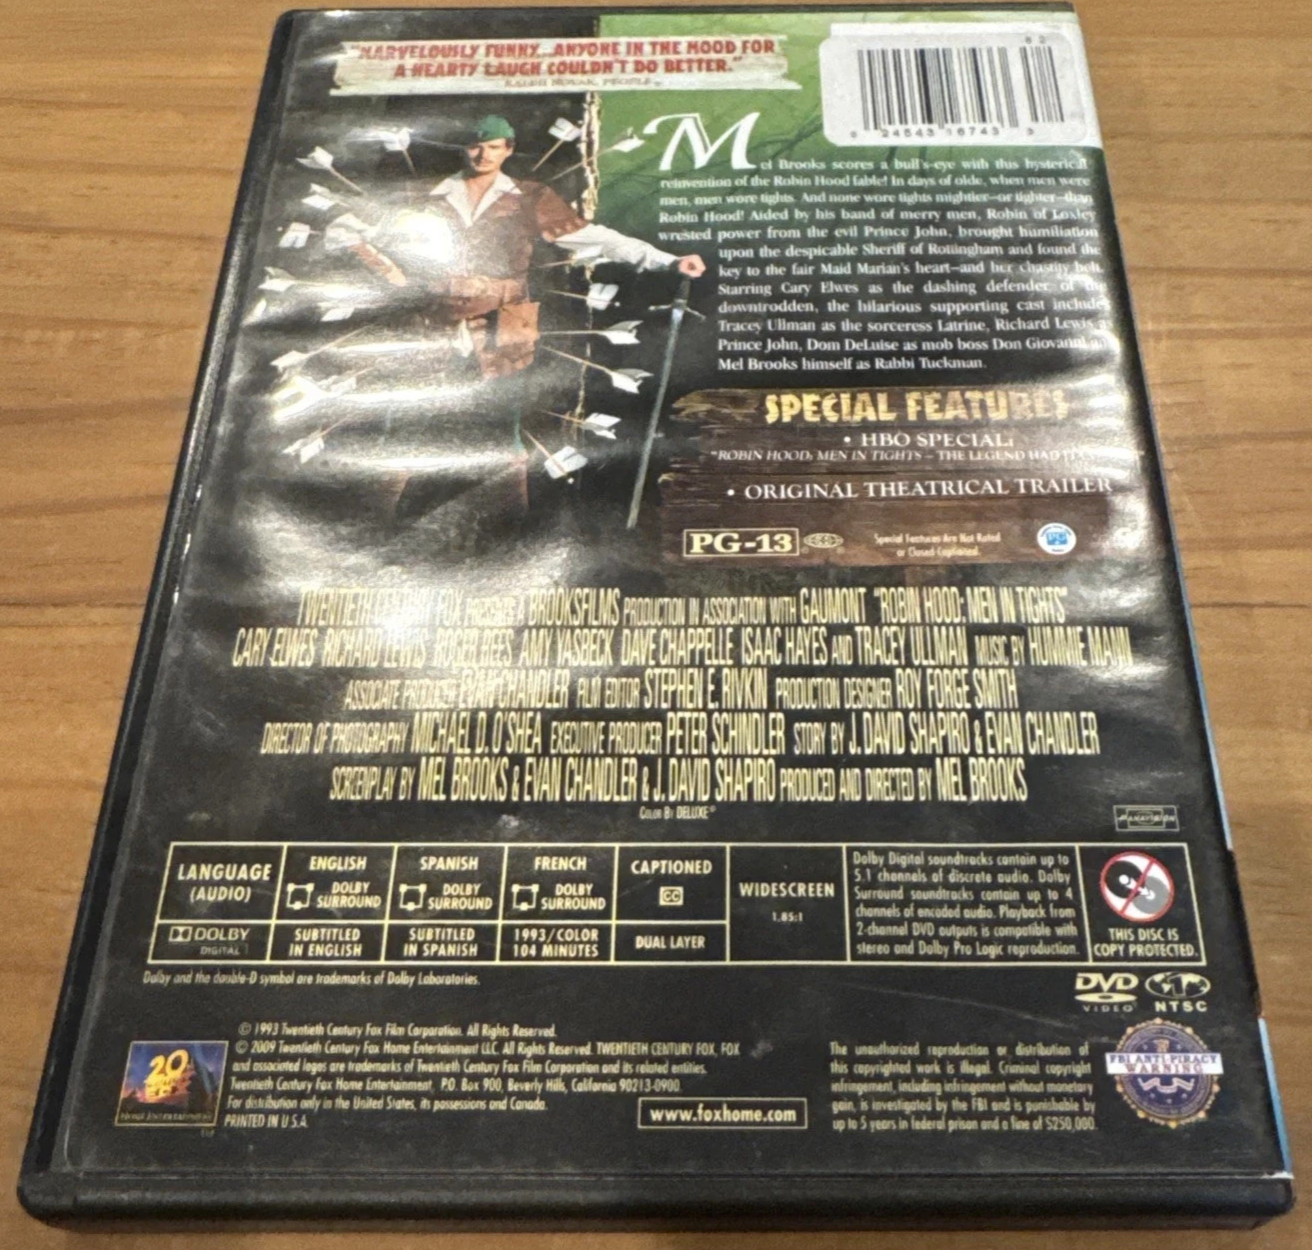 "MARVELOUSLY FUNNY...ANYONE IN THE MOOD FOR
A HEARTY LAUGH COULDN'T DO BETTER."
RALPH NOVAK, PEOPLE
8 2
0 24543 16743 3
Mel Brooks scores a bull's-eye with this hysterical
reinvention of the Robin Hood fable! In days of olde, when men were
men, men wore tights. And none wore tights mightier—or tighter—than
Robin Hood! Aided by his band of merry men, Robin of Loxley
wrested power from the evil Prince John, brought humiliation
upon the despicable Sheriff of Rottingham and found the
key to the fair Maid Marian's heart—and her chastity belt.
Starring Cary Elwes as the dashing defender of the
downtrodden, the hilarious supporting cast includes
Tracey Ullman as the sorceress Latrine, Richard Lewis as
Prince John, Dom DeLuise as mob boss Don Giovanni
Mel Brooks himself as Rabbi Tuckman.
SPECIAL FEATURES
• HBO SPECIAL:
"ROBIN HOOD: MEN IN TIGHTS – THE LEGEND HAD
• ORIGINAL THEATRICAL TRAILER
PG-13
Special Features Are Not Rated
or Closed-Captioned.
TWENTIETH CENTURY FOX PRESENTS A BROOKSFILMS PRODUCTION IN ASSOCIATION WITH GAUMONT "ROBIN HOOD: MEN IN TIGHTS"
CARY ELWES RICHARD LEWIS ROGER REES AMY YASBECK DAVE CHAPPELLE ISAAC HAYES AND TRACEY ULLMAN MUSIC BY HUMMIE MANN
ASSOCIATE PRODUCER EVAN CHANDLER FILM EDITOR STEPHEN E. RIVKIN PRODUCTION DESIGNER ROY FORGE SMITH
DIRECTOR OF PHOTOGRAPHY MICHAEL D. O'SHEA EXECUTIVE PRODUCER PETER SCHINDLER STORY BY J. DAVID SHAPIRO & EVAN CHANDLER
SCREENPLAY BY MEL BROOKS & EVAN CHANDLER & J. DAVID SHAPIRO PRODUCED AND DIRECTED BY MEL BROOKS
COLOR BY DELUXE®
PANAVISION
LANGUAGE
(AUDIO)
DOLBY
DIGITAL
ENGLISH
DOLBY
SURROUND
SUBTITLED
IN ENGLISH
SPANISH
DOLBY
SURROUND
SUBTITLED
IN SPANISH
FRENCH
DOLBY
SURROUND
1993/COLOR
104 MINUTES
CAPTIONED
CC
DUAL LAYER
WIDESCREEN
1.85:1
Dolby Digital soundtracks contain up to
5.1 channels of discrete audio. Dolby
Surround soundtracks contain up to 4
channels of encoded audio. Playback from
2-channel DVD outputs is compatible with
stereo and Dolby Pro Logic reproduction.
THIS DISC IS
COPY PROTECTED.
Dolby and the double-D symbol are trademarks of Dolby Laboratories.
DVD
VIDEO
NTSC
© 1993 Twentieth Century Fox Film Corporation. All Rights Reserved.
© 2009 Twentieth Century Fox Home Entertainment LLC. All Rights Reserved. TWENTIETH CENTURY FOX, FOX
and associated logos are trademarks of Twentieth Century Fox Film Corporation and its related entities.
Twentieth Century Fox Home Entertainment, P.O. Box 900, Beverly Hills, California 90213-0900.
For distribution only in the United States, its possessions and Canada.
PRINTED IN U.S.A.
20
HOME ENTERTAINMENT
www.foxhome.com
The unauthorized reproduction or distribution of
this copyrighted work is illegal. Criminal copyright
infringement, including infringement without monetary
gain, is investigated by the FBI and is punishable by
up to 5 years in federal prison and a fine of $250,000.
FBI ANTI-PIRACY
WARNING